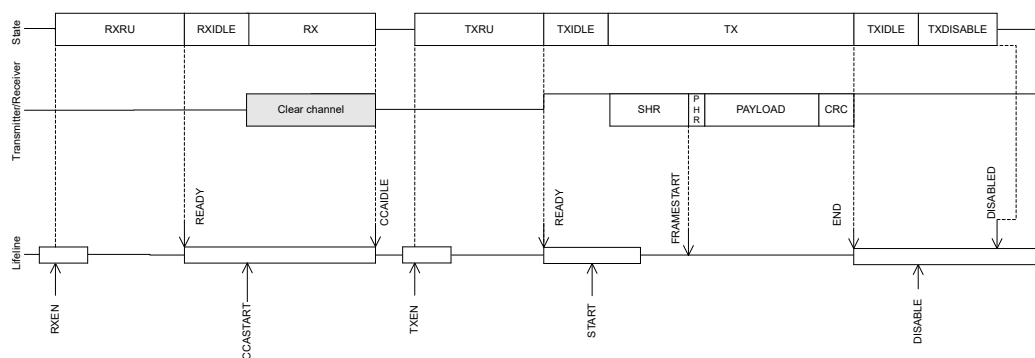 State
RXRU
RXIDLE
RX
TXRU
TXIDLE
TX
TXIDLE
TXDISABLE
Transmitter/Receiver
Clear channel
SHR
PHR
PAYLOAD
CRC
READY
CCAIDLE
READY
FRAMESTART
END
DISABLED
Lifeline
RXEN
CCASTART
TXEN
START
DISABLE